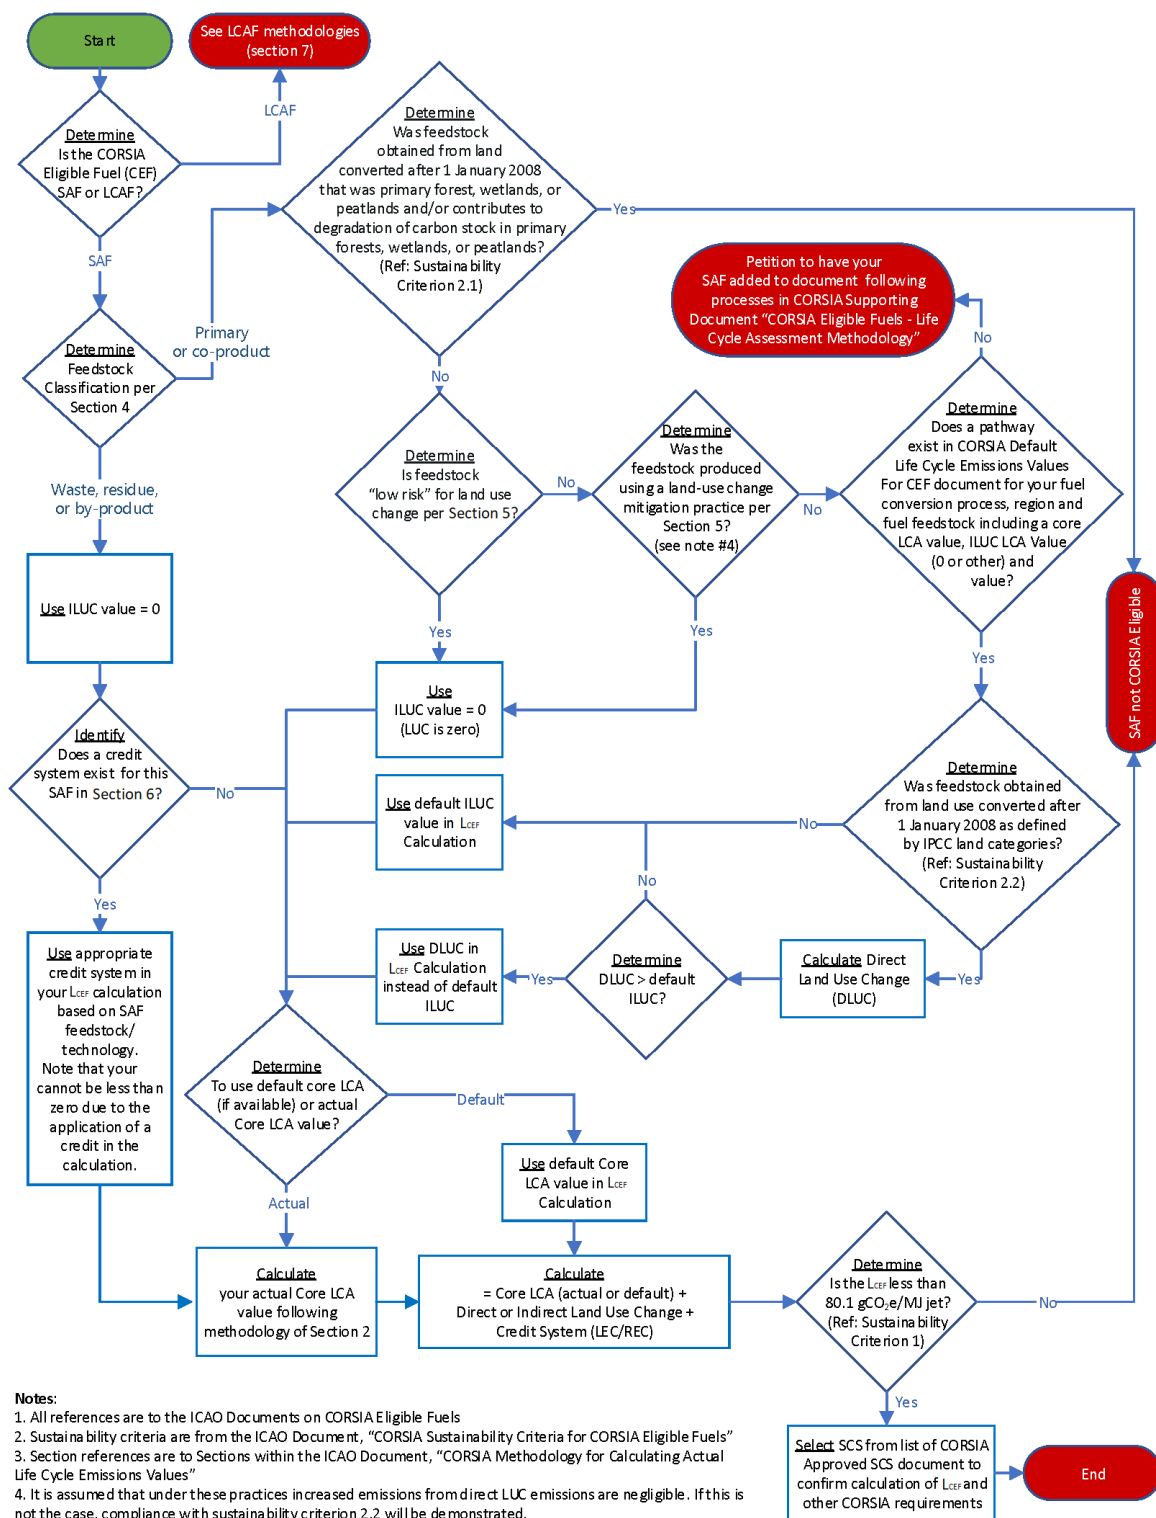 Start
See LCAF methodologies
(section 7)
Determine
Is the CORSIA
Eligible Fuel (CEF)
SAF or LCAF?
LCAF
SAF
Determine
Was feedstock
obtained from land
converted after 1 January 2008
that was primary forest, wetlands, or
peatlands and/or contributes to
degradation of carbon stock in primary
forests, wetlands, or peatlands?
(Ref: Sustainability
Criterion 2.1)
Yes
No
Petition to have your
SAF added to document following
processes in CORSIA Supporting
Document “CORSIA Eligible Fuels - Life
Cycle Assessment Methodology”
No
Determine
Feedstock
Classification per
Section 4
Primary
or co-product
Waste, residue,
or by-product
Determine
Is feedstock
“low risk” for land use
change per Section 5?
No
Yes
Determine
Was the
feedstock produced
using a land-use change
mitigation practice per
Section 5?
(see note #4)
No
Yes
Determine
Does a pathway
exist in CORSIA Default
Life Cycle Emissions Values
For CEF document for your fuel
conversion process, region and
fuel feedstock including a core
LCA value, ILUC LCA Value
(0 or other) and
value?
Yes
SAF not CORSIA Eligible
Use ILUC value = 0
Use
ILUC value = 0
(LUC is zero)
Identify
Does a credit
system exist for this
SAF in Section 6?
No
Yes
Use default ILUC
value in LCEF
Calculation
No
Determine
Was feedstock obtained
from land use converted after
1 January 2008 as defined
by IPCC land categories?
(Ref: Sustainability
Criterion 2.2)
No
Yes
Use DLUC in
LCEF Calculation
instead of default
ILUC
Yes
Determine
DLUC > default
ILUC?
Calculate Direct
Land Use Change
(DLUC)
Use appropriate
credit system in
your LCEF calculation
based on SAF
feedstock/
technology.
Note that your
cannot be less than
zero due to the
application of a
credit in the
calculation.
Determine
To use default core LCA
(if available) or actual
Core LCA value?
Default
Actual
Use default Core
LCA value in LCEF
Calculation
Calculate
your actual Core LCA
value following
methodology of Section 2
Calculate
= Core LCA (actual or default) +
Direct or Indirect Land Use Change +
Credit System (LEC/REC)
Determine
Is the LCEF less than
80.1 gCO2e/MJ jet?
(Ref: Sustainability
Criterion 1)
No
Yes
Select SCS from list of CORSIA
Approved SCS document to
confirm calculation of LCEF and
other CORSIA requirements
End
Notes:
1. All references are to the ICAO Documents on CORSIA Eligible Fuels
2. Sustainability criteria are from the ICAO Document, “CORSIA Sustainability Criteria for CORSIA Eligible Fuels”
3. Section references are to Sections within the ICAO Document, “CORSIA Methodology for Calculating Actual
Life Cycle Emissions Values”
4. It is assumed that under these practices increased emissions from direct LUC emissions are negligible. If this is
not the case, compliance with sustainability criterion 2.2 will be demonstrated.